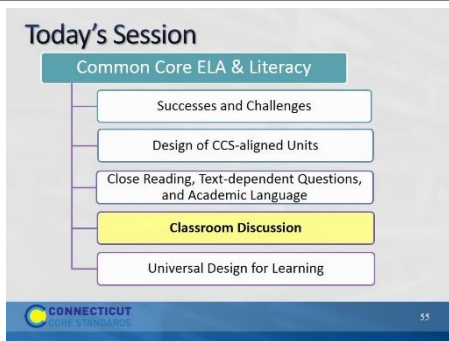 Today's Session
Common Core ELA & Literacy
Successes and Challenges
Design of CCS-aligned Units
Close Reading, Text-dependent Questions,
and Academic Language
Classroom Discussion
Universal Design for Learning
CONNECTICUT
CORE STANDARDS
55